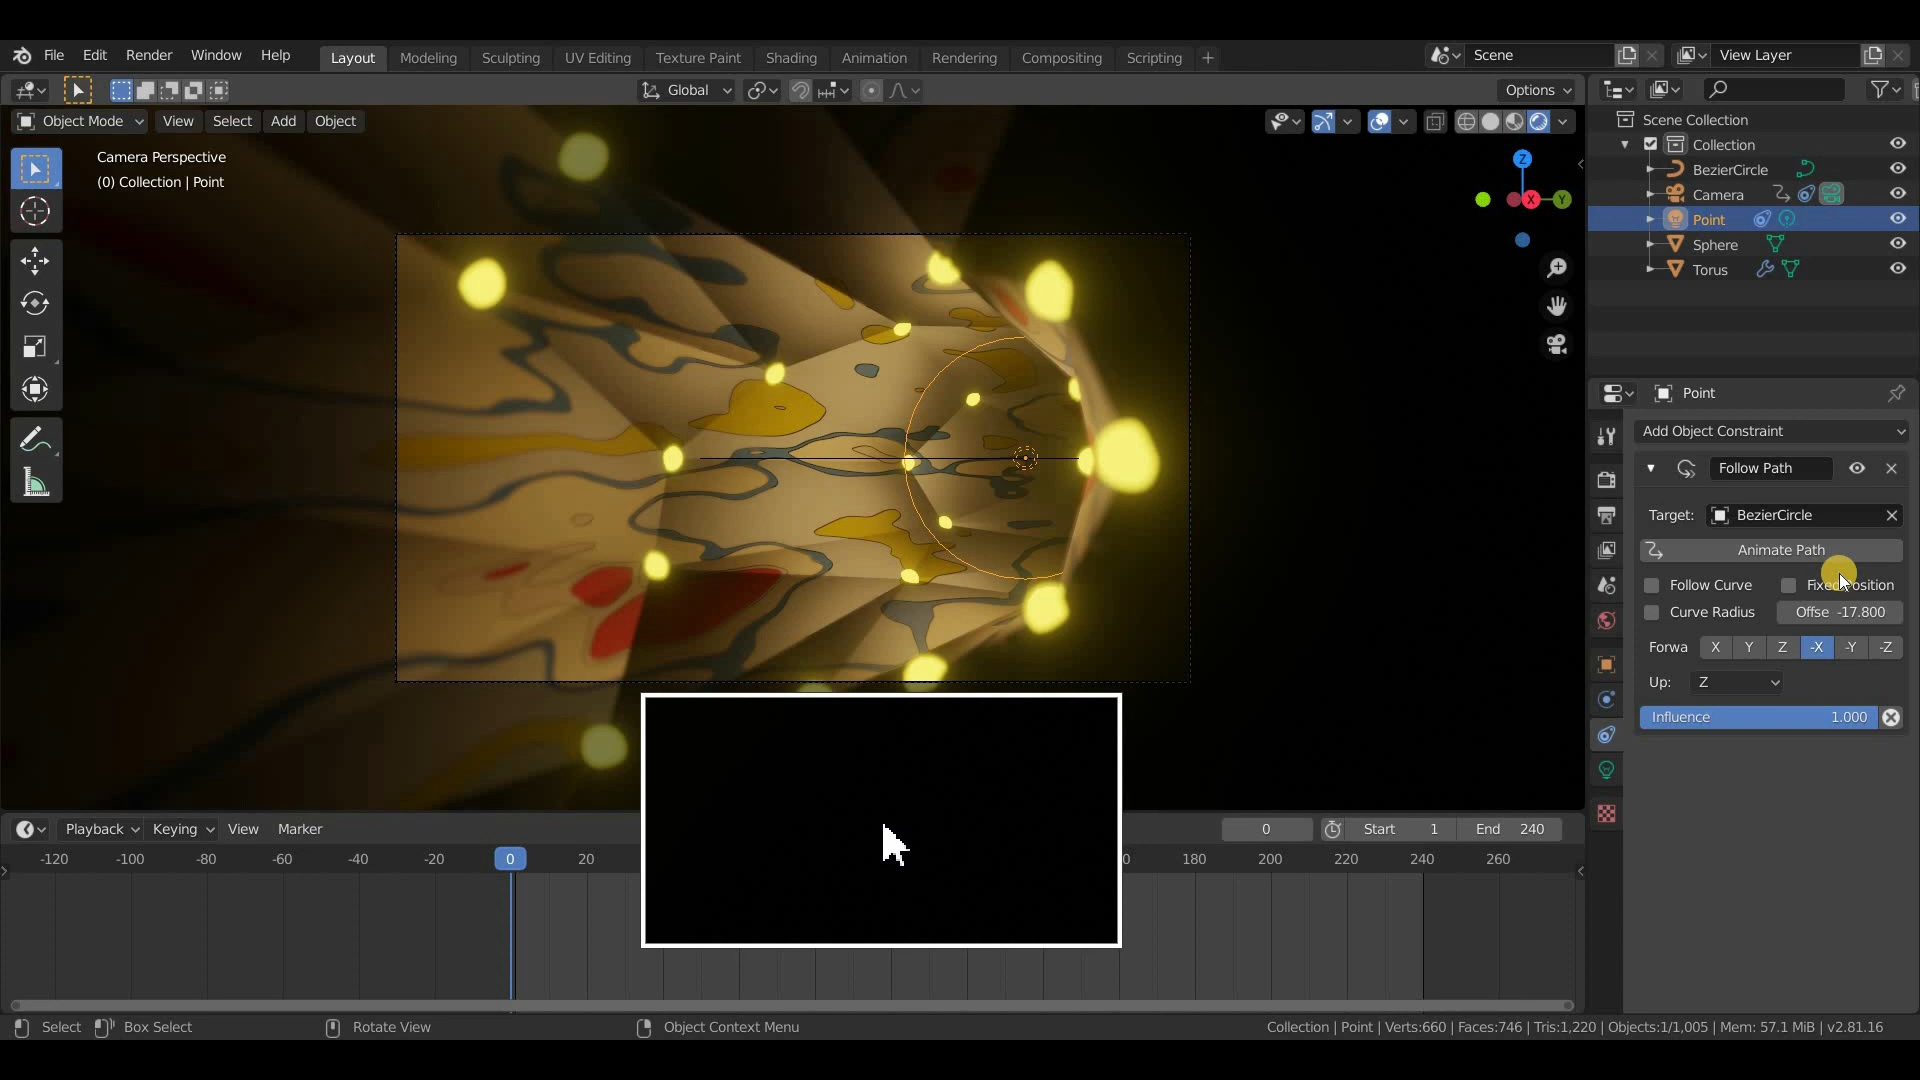 File Edit Render Window Help Layout Modeling Sculpting UV Editing Texture Paint Shading Animation Rendering Compositing Scripting + Scene View Layer
Global Options
Object Mode View Select Add Object
Scene Collection
Camera Perspective
(0) Collection | Point
Collection
BezierCircle
Camera
Point
Sphere
Torus
Z
X
Y
Point
Add Object Constraint
Follow Path
Target: BezierCircle
Animate Path
Follow Curve
Curve Radius Offse -17.800
Forwa X Y Z -X -Y -Z
Up: Z
Influence 1.000
Playback Keying View Marker 0 Start 1 End 240
-120 -100 -80 -60 -40 -20 0 20 180 200 220 240 260
Select Box Select Rotate View Object Context Menu Collection | Point | Verts:660 | Faces:746 | Tris:1,220 | Objects:1/1,005 | Mem: 57.1 MiB | v2.81.16